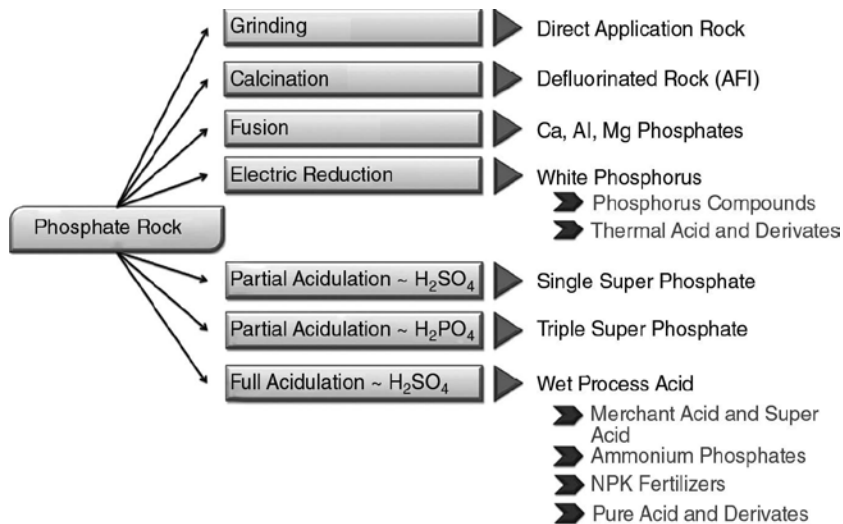 Grinding
Direct Application Rock
Calcination
Defluorinated Rock (AFI)
Fusion
Ca, Al, Mg Phosphates
Electric Reduction
White Phosphorus
Phosphorus Compounds
Thermal Acid and Derivates
Phosphate Rock
Partial Acidulation ~ H₂SO₄
Single Super Phosphate
Partial Acidulation ~ H₂PO₄
Triple Super Phosphate
Full Acidulation ~ H₂SO₄
Wet Process Acid
Merchant Acid and Super
Acid
Ammonium Phosphates
NPK Fertilizers
Pure Acid and Derivates